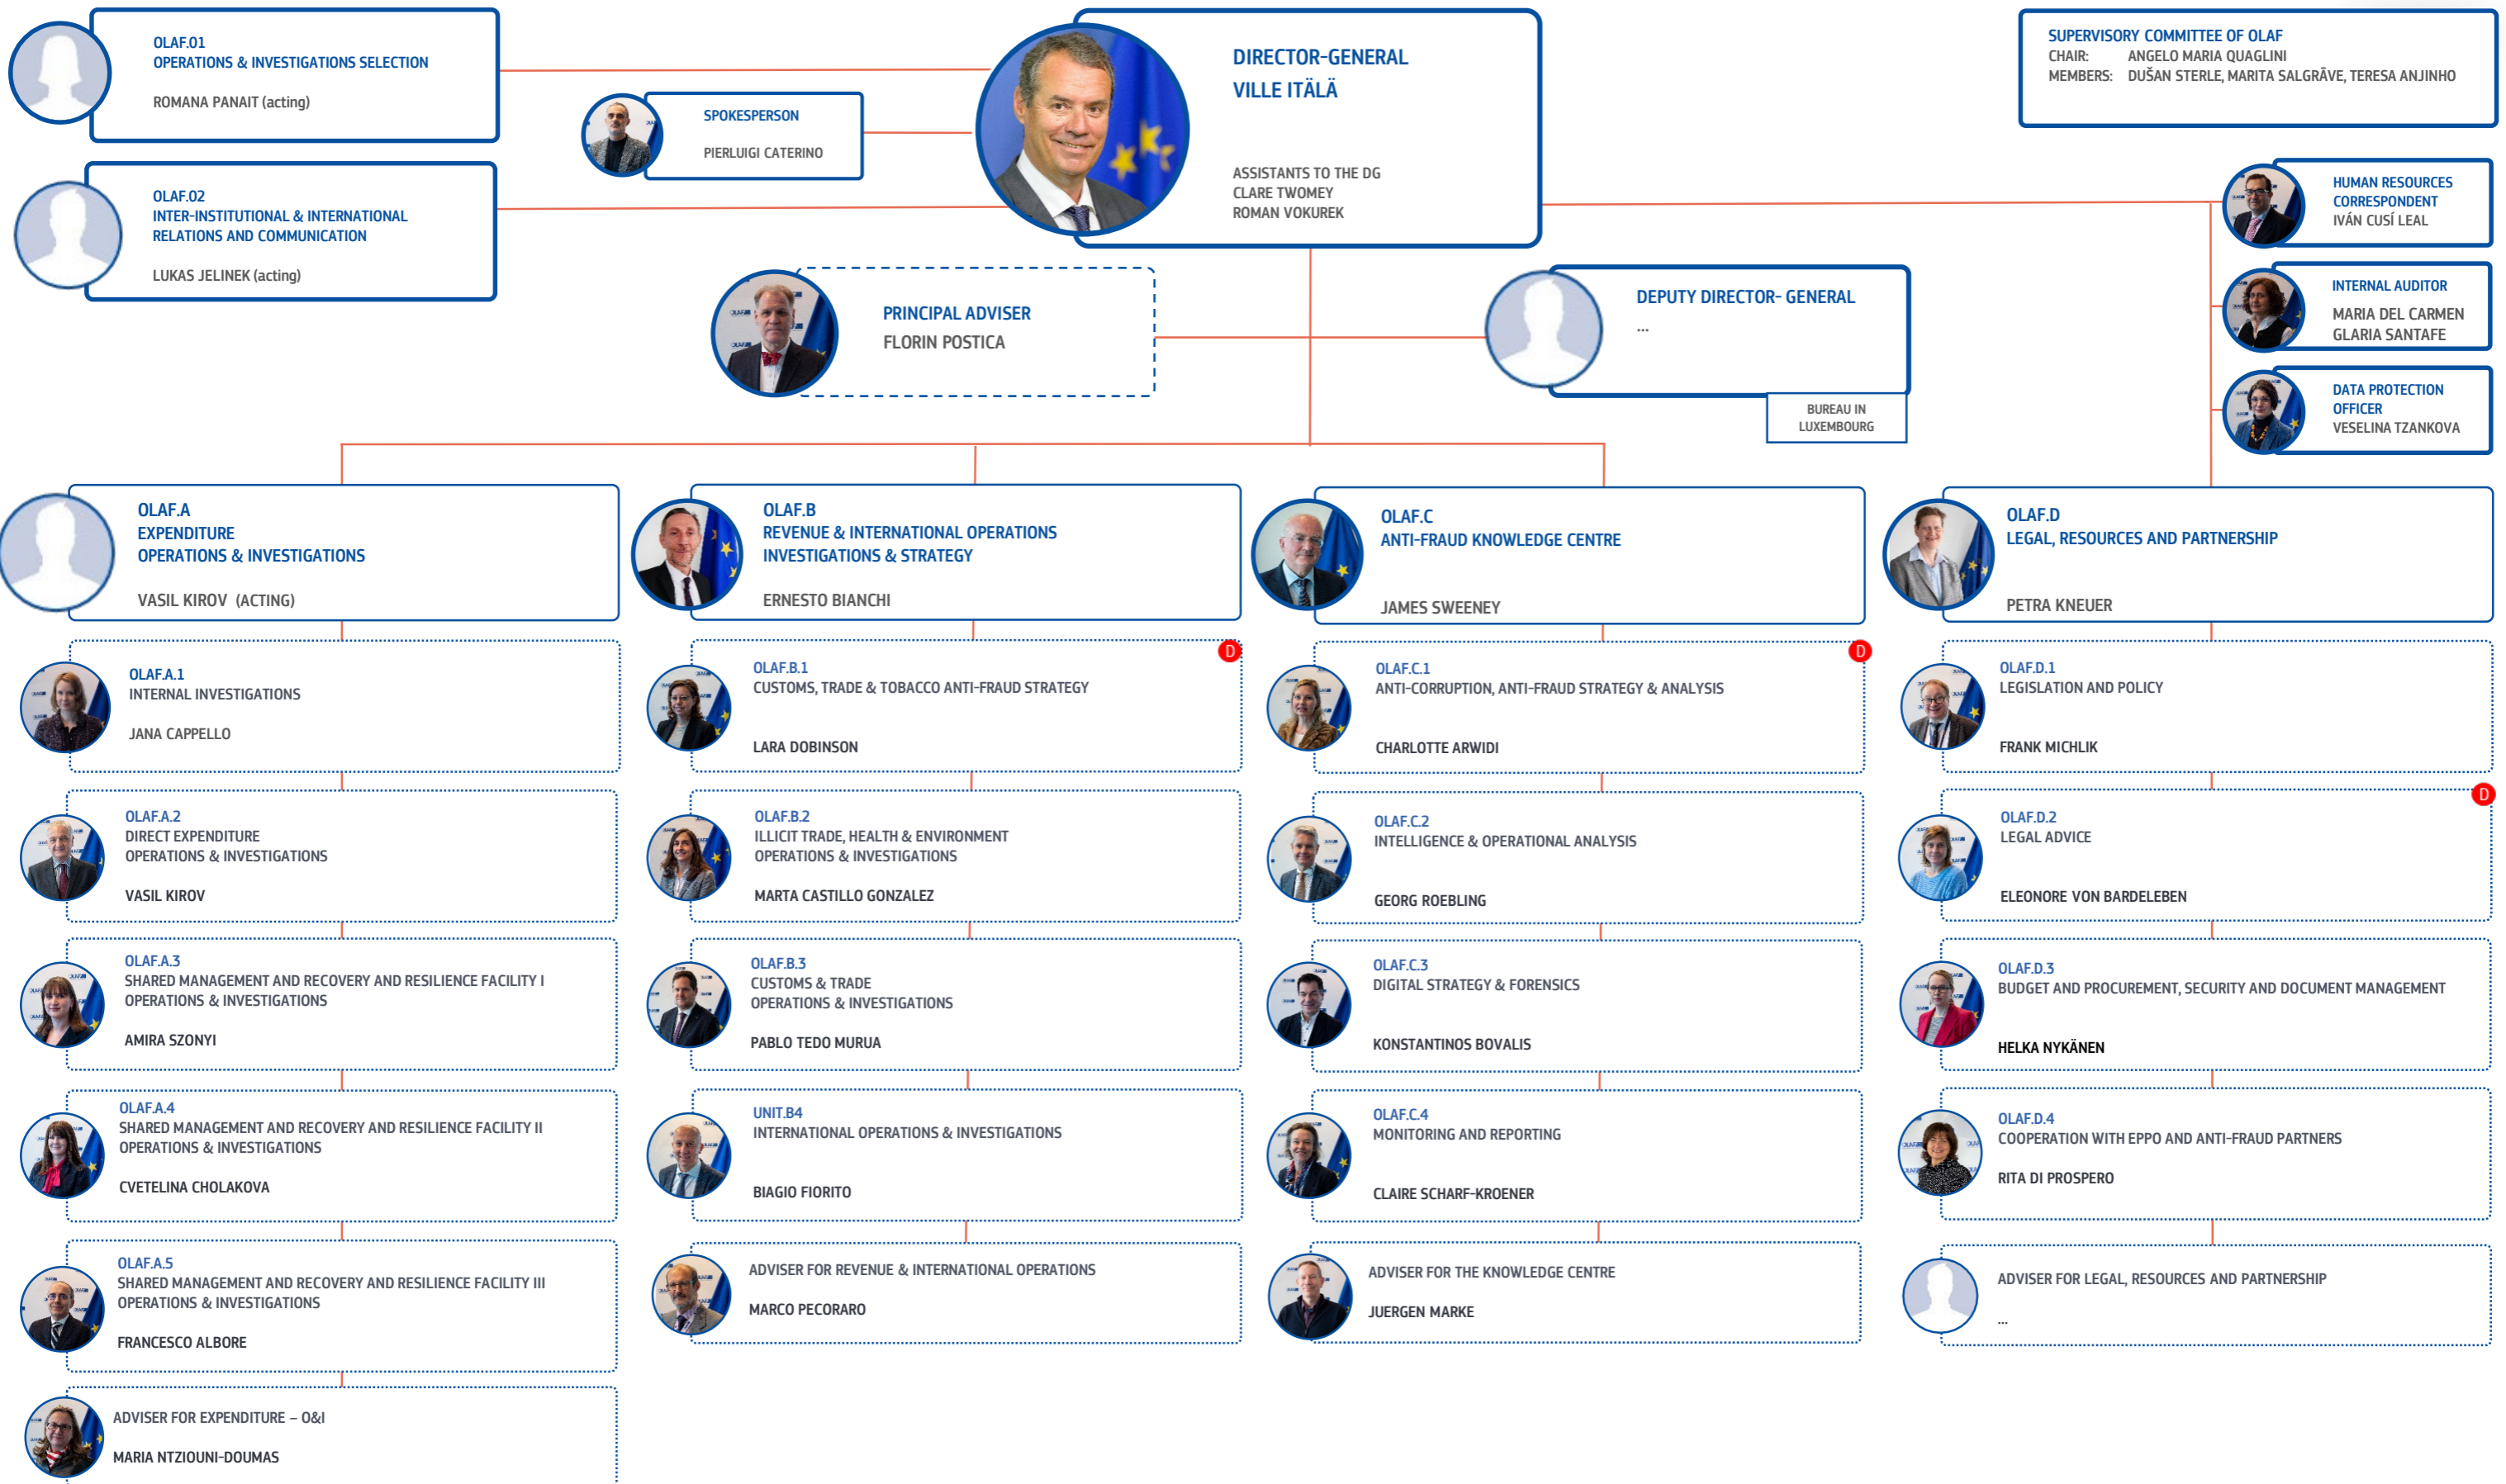 OLAF.01
OPERATIONS & INVESTIGATIONS SELECTION
ROMANA PANAIT (acting)
OLAF.02
INTER-INSTITUTIONAL & INTERNATIONAL
RELATIONS AND COMMUNICATION
LUKAS JELINEK (acting)
SPOKESPERSON
PIERLUIGI CATERINO
DIRECTOR-GENERAL
VILLE ITÄLÄ
ASSISTANTS TO THE DG
CLARE TWOMEY
ROMAN VOKUREK
SUPERVISORY COMMITTEE OF OLAF
CHAIR: ANGELO MARIA QUAGLINI
MEMBERS: DUŠAN STERLE, MARITA SALGRĀVE, TERESA ANJINHO
HUMAN RESOURCES
CORRESPONDENT
IVÁN CUSÍ LEAL
INTERNAL AUDITOR
MARIA DEL CARMEN
GLARIA SANTAFE
DATA PROTECTION
OFFICER
VESELINA TZANKOVA
PRINCIPAL ADVISER
FLORIN POSTICA
DEPUTY DIRECTOR- GENERAL
...
BUREAU IN
LUXEMBOURG
OLAF.A
EXPENDITURE
OPERATIONS & INVESTIGATIONS
VASIL KIROV (ACTING)
OLAF.A.1
INTERNAL INVESTIGATIONS
JANA CAPPELLO
OLAF.A.2
DIRECT EXPENDITURE
OPERATIONS & INVESTIGATIONS
VASIL KIROV
OLAF.A.3
SHARED MANAGEMENT AND RECOVERY AND RESILIENCE FACILITY I
OPERATIONS & INVESTIGATIONS
AMIRA SZONYI
OLAF.A.4
SHARED MANAGEMENT AND RECOVERY AND RESILIENCE FACILITY II
OPERATIONS & INVESTIGATIONS
CVETELINA CHOLAKOVA
OLAF.A.5
SHARED MANAGEMENT AND RECOVERY AND RESILIENCE FACILITY III
OPERATIONS & INVESTIGATIONS
FRANCESCO ALBORE
ADVISER FOR EXPENDITURE – O&I
MARIA NTZIOUNI-DOUMAS
OLAF.B
REVENUE & INTERNATIONAL OPERATIONS
INVESTIGATIONS & STRATEGY
ERNESTO BIANCHI
D
OLAF.B.1
CUSTOMS, TRADE & TOBACCO ANTI-FRAUD STRATEGY
LARA DOBINSON
OLAF.B.2
ILLICIT TRADE, HEALTH & ENVIRONMENT
OPERATIONS & INVESTIGATIONS
MARTA CASTILLO GONZALEZ
OLAF.B.3
CUSTOMS & TRADE
OPERATIONS & INVESTIGATIONS
PABLO TEDO MURUA
UNIT.B4
INTERNATIONAL OPERATIONS & INVESTIGATIONS
BIAGIO FIORITO
ADVISER FOR REVENUE & INTERNATIONAL OPERATIONS
MARCO PECORARO
OLAF.C
ANTI-FRAUD KNOWLEDGE CENTRE
JAMES SWEENEY
D
OLAF.C.1
ANTI-CORRUPTION, ANTI-FRAUD STRATEGY & ANALYSIS
CHARLOTTE ARWIDI
OLAF.C.2
INTELLIGENCE & OPERATIONAL ANALYSIS
GEORG ROEBLING
OLAF.C.3
DIGITAL STRATEGY & FORENSICS
KONSTANTINOS BOVALIS
OLAF.C.4
MONITORING AND REPORTING
CLAIRE SCHARF-KROENER
ADVISER FOR THE KNOWLEDGE CENTRE
JUERGEN MARKE
OLAF.D
LEGAL, RESOURCES AND PARTNERSHIP
PETRA KNEUER
OLAF.D.1
LEGISLATION AND POLICY
FRANK MICHLIK
D
OLAF.D.2
LEGAL ADVICE
ELEONORE VON BARDELEBEN
OLAF.D.3
BUDGET AND PROCUREMENT, SECURITY AND DOCUMENT MANAGEMENT
HELKA NYKÄNEN
OLAF.D.4
COOPERATION WITH EPPO AND ANTI-FRAUD PARTNERS
RITA DI PROSPERO
ADVISER FOR LEGAL, RESOURCES AND PARTNERSHIP
...